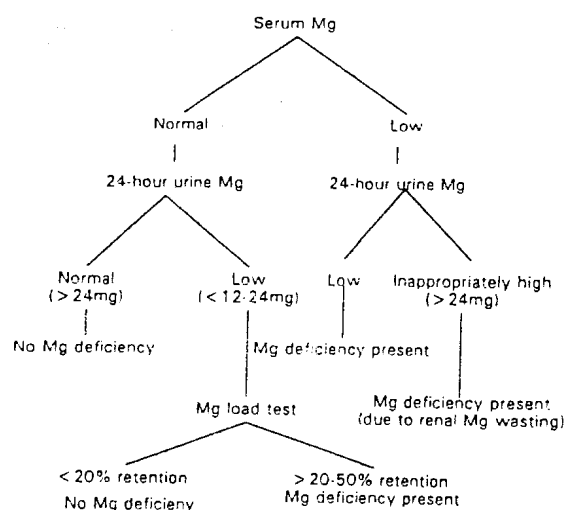 Serum Mg
Normal
Low
24-hour urine Mg
24-hour urine Mg
Normal
(>24mg)
Low
(<12-24mg)
Low
Inappropriately high
(>24mg)
No Mg deficiency
Mg deficiency present
Mg load test
Mg deficiency present
(due to renal Mg wasting)
<20% retention
No Mg deficieny
>20-50% retention
Mg deficiency present